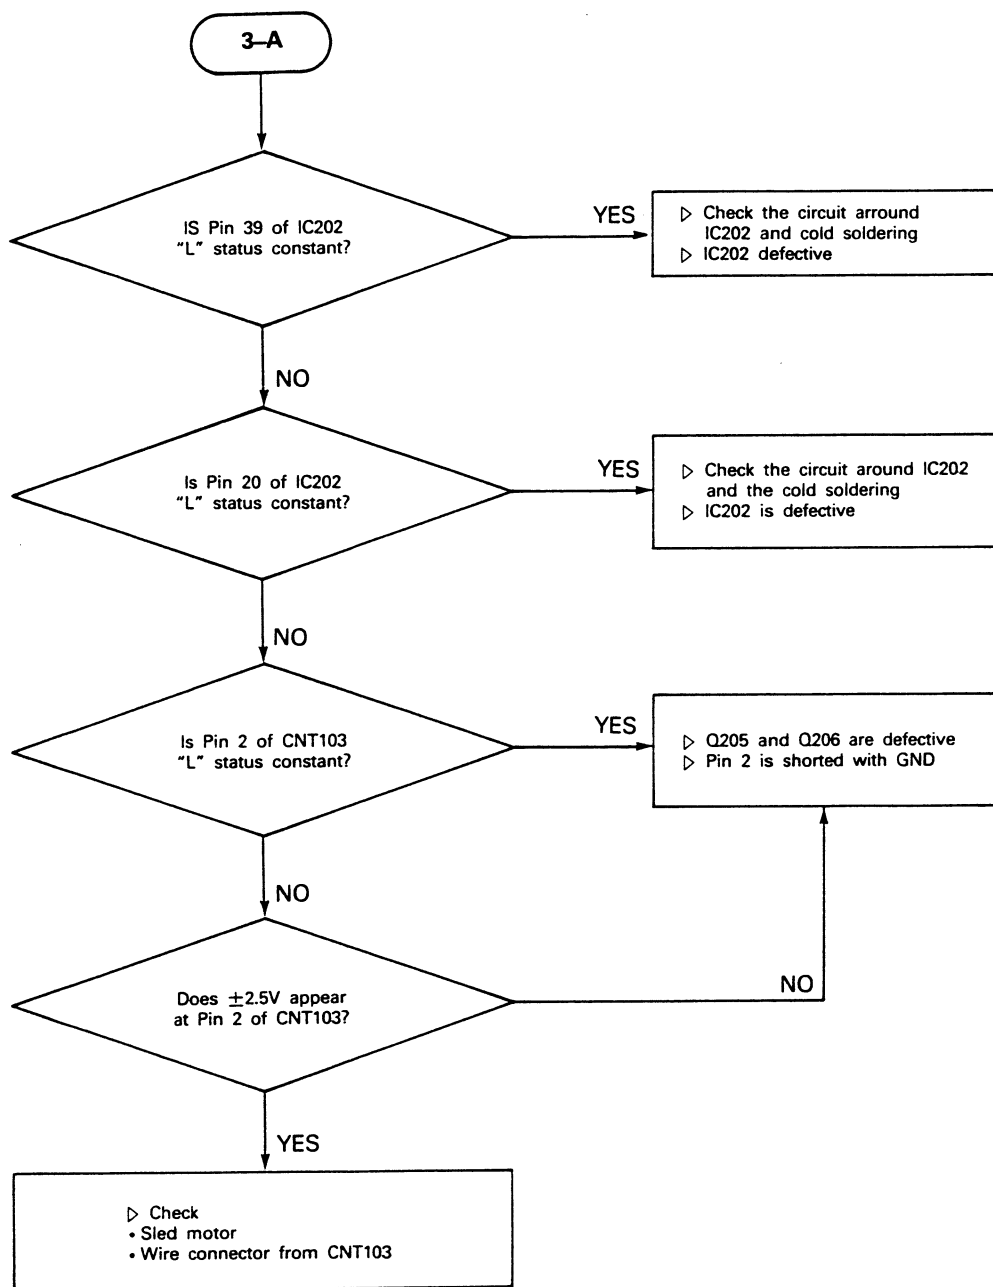 3–A
IS Pin 39 of IC202
"L" status constant?
YES
▷ Check the circuit arround
IC202 and cold soldering
▷ IC202 defective
NO
Is Pin 20 of IC202
"L" status constant?
YES
▷ Check the circuit around IC202
and the cold soldering
▷ IC202 is defective
NO
Is Pin 2 of CNT103
"L" status constant?
YES
▷ Q205 and Q206 are defective
▷ Pin 2 is shorted with GND
NO
Does ±2.5V appear
at Pin 2 of CNT103?
NO
YES
▷ Check
• Sled motor
• Wire connector from CNT103